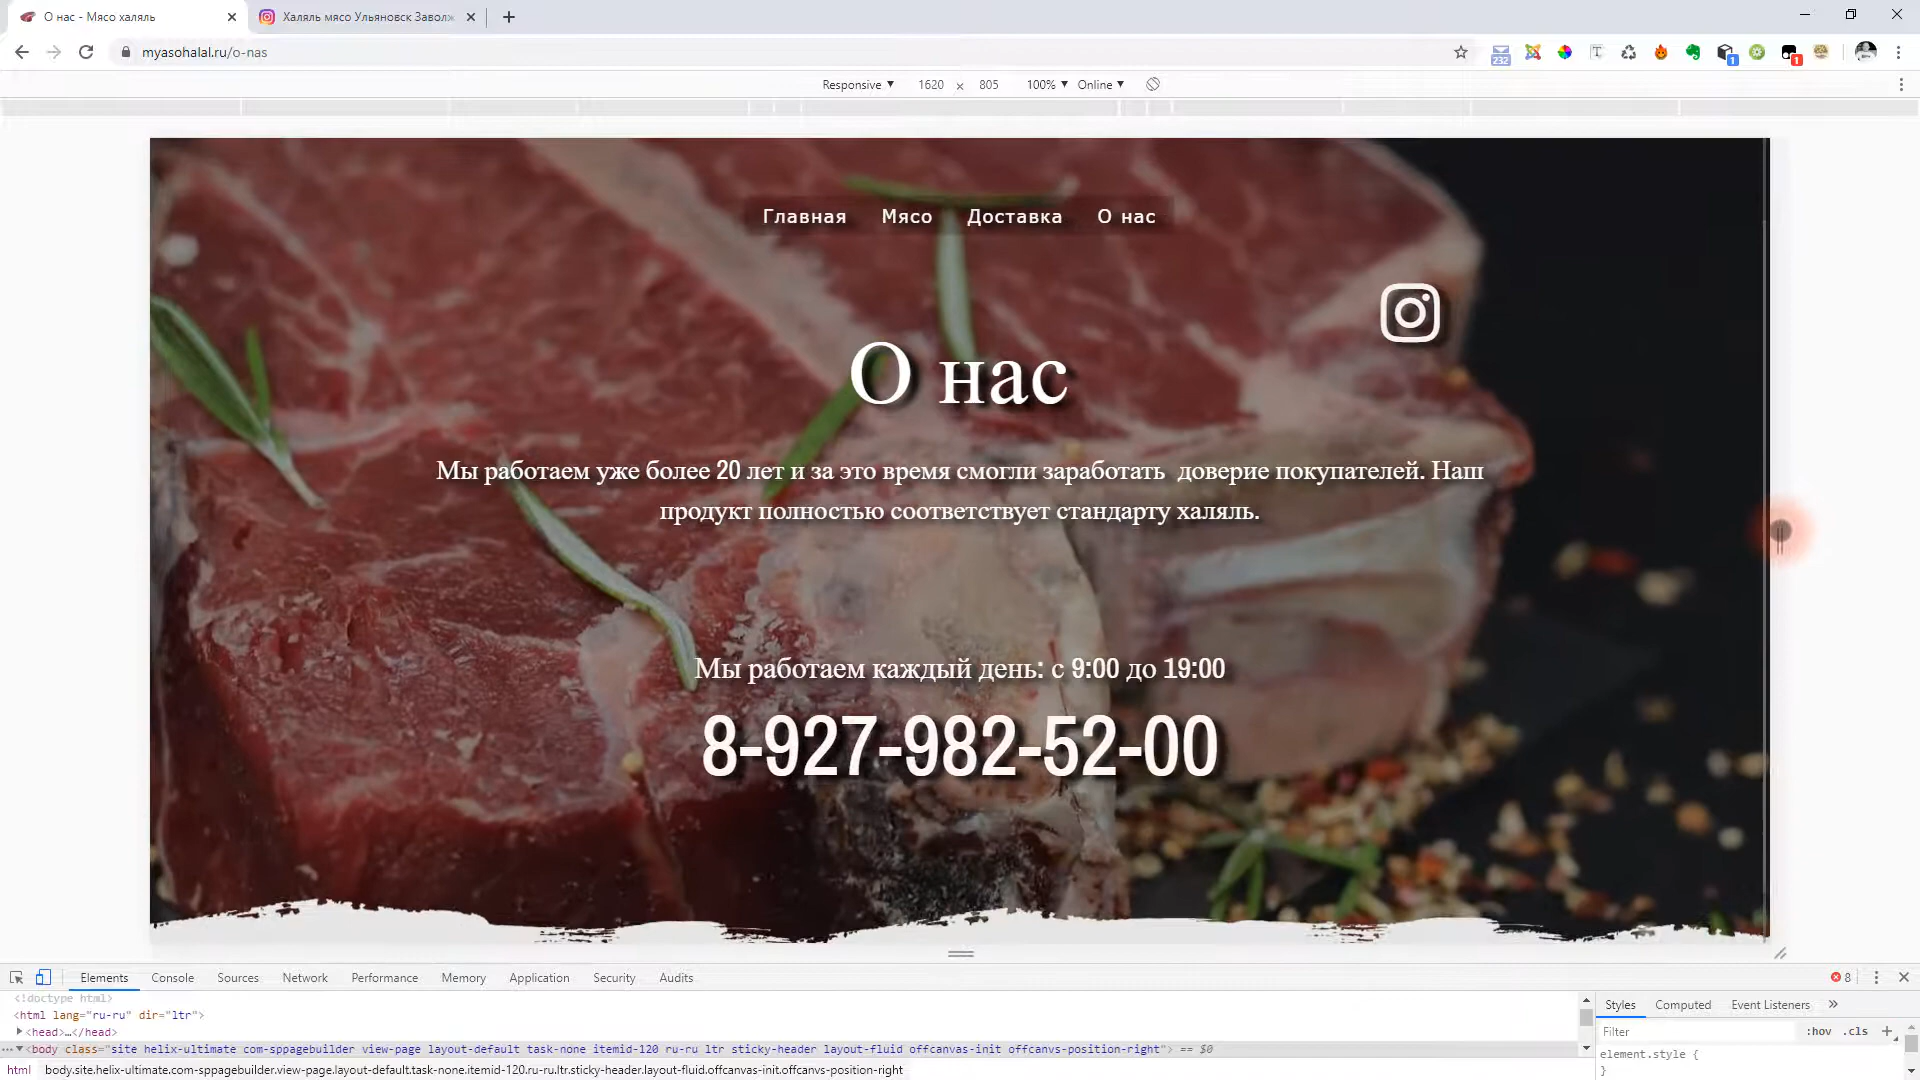 О нас - Мясо халяль
Халяль мясо Ульяновск Заволж
myasohalal.ru/o-nas
232
1
1
Responsive ▼ 1620 × 805 100% ▼ Online ▼
Главная Мясо Доставка О нас
О нас
Мы работаем уже более 20 лет и за это время смогли заработать доверие покупателей. Наш
продукт полностью соответствует стандарту халяль.
Мы работаем каждый день: с 9:00 до 19:00
8-927-982-52-00
Elements Console Sources Network Performance Memory Application Security Audits
8
<!doctype html>
<html lang="ru-ru" dir="ltr">
<head>…</head>
<body class="site helix-ultimate com-sppagebuilder view-page layout-default task-none itemid-120 ru-ru ltr sticky-header layout-fluid offcanvas-init offcanvs-position-right"> == $0
html body.site.helix-ultimate.com-sppagebuilder.view-page.layout-default.task-none.itemid-120.ru-ru.ltr.sticky-header.layout-fluid.offcanvas-init.offcanvs-position-right
Styles Computed Event Listeners »
Filter :hov .cls +
element.style {
}